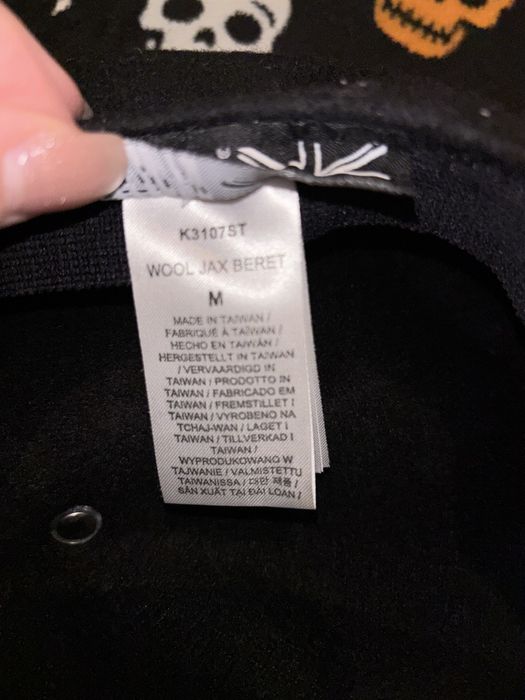 K3107ST
WOOL JAX BERET
M
MADE IN TAIWAN /
FABRIQUÉ À TAIWAN /
HECHO EN TAIWÁN /
HERGESTELLT IN TAIWAN
/ VERVAARDIGD IN
TAIWAN / PRODOTTO IN
TAIWAN / FABRICADO EM
TAIWAN / FREMSTILLET I
TAIWAN / VYROBENO NA
TCHAJ-WAN / LAGET I
TAIWAN / TILLVERKAD I
TAIWAN /
WYPRODUKOWANO W
TAJWANIE / VALMISTETTU
TAIWANISSA / 대만 제품 /
SẢN XUẤT TẠI ĐÀI LOAN /